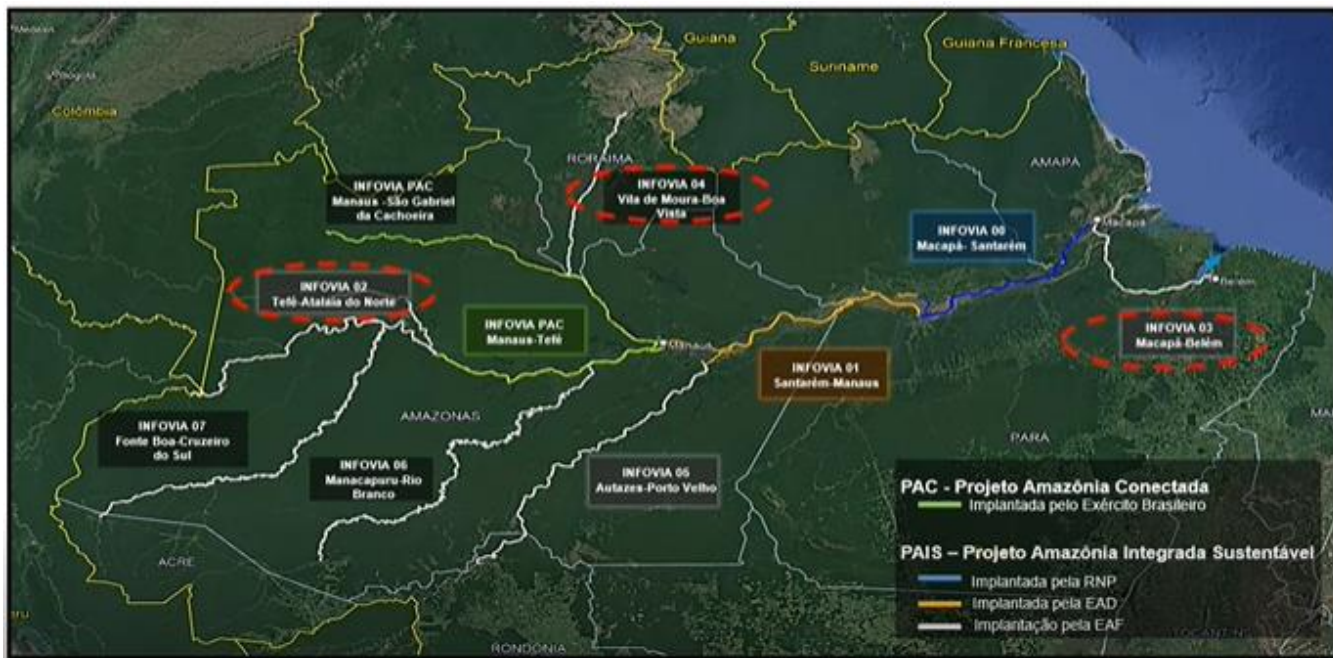 Guiana
Guiana Francesa
Suriname
Bogotá
Colômbia
RORAIMA
AMAPÁ
INFOVIA PAC
Manaus -São Gabriel
da Cachoeira
INFOVIA 04
Vila de Moura-Boa
Vista
INFOVIA 00
Macapá- Santarém
Macapá
Belém
INFOVIA 02
Tefé-Atalaia do Norte
INFOVIA PAC
Manaus-Tefé
Manaus
INFOVIA 03
Macapá-Belém
INFOVIA 01
Santarém-Manaus
AMAZONAS
INFOVIA 07
Fonte Boa-Cruzeiro
do Sul
PARÁ
INFOVIA 06
Manacapuru-Rio
Branco
INFOVIA 05
Autazes-Porto Velho
ACRE
RONDÔNIA
PAC - Projeto Amazônia Conectada
Implantada pelo Exército Brasileiro
PAIS – Projeto Amazônia Integrada Sustentável
Implantada pela RNP
Implantada pela EAD
Implantação pela EAF
TOCANTIN